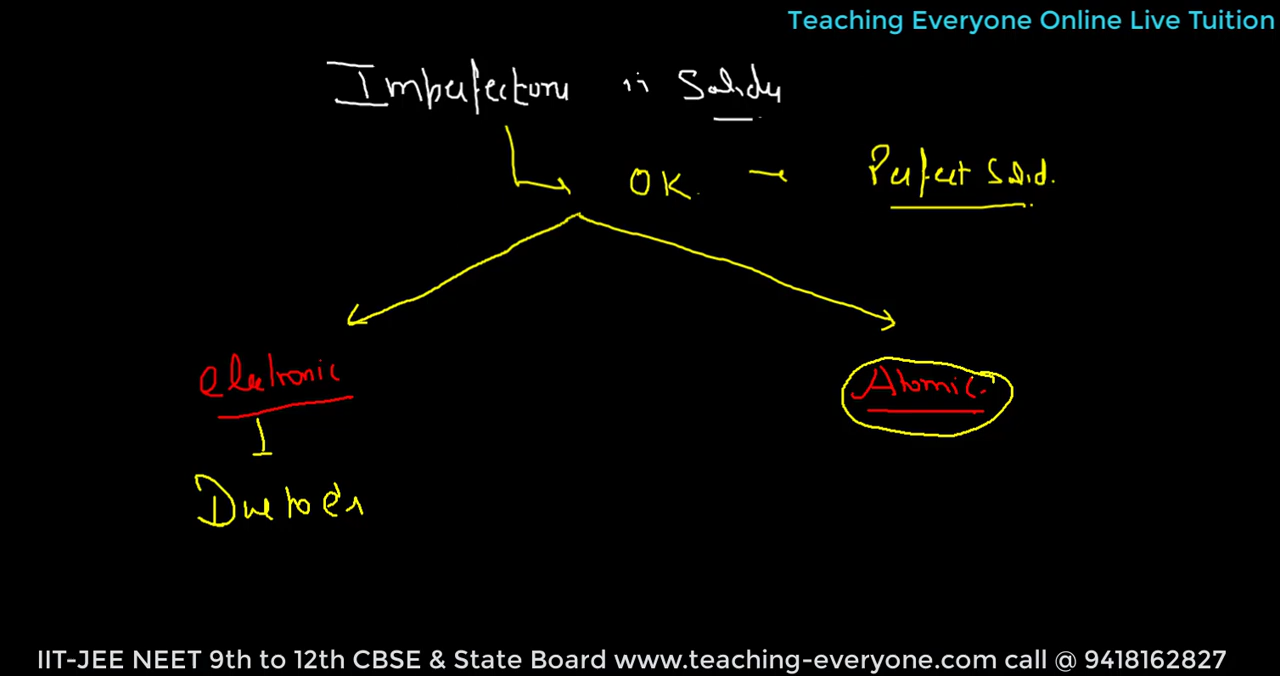 Teaching Everyone Online Live Tuition
Imperfections in Solids
OK. → Perfect Solid.
electronic
Atomic.
Due to e's
IIT-JEE NEET 9th to 12th CBSE & State Board www.teaching-everyone.com call @ 9418162827